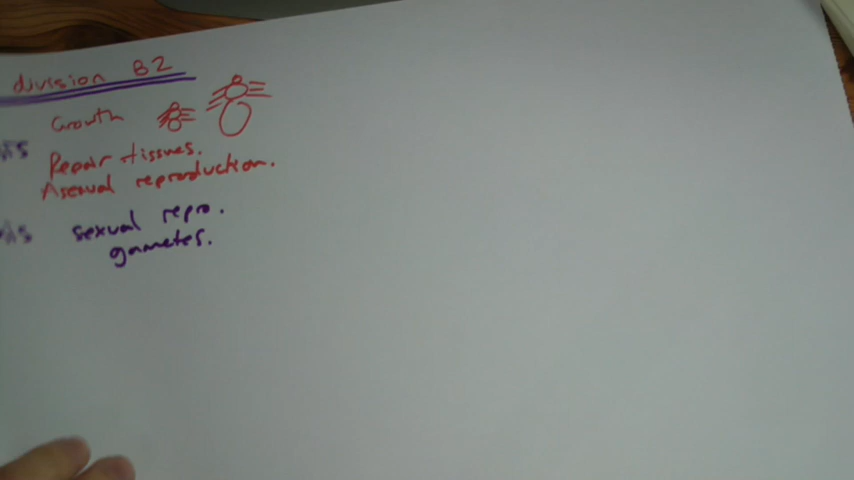 division B2
Growth
Repair tissues.
Asexual reproduction.
sexual repro.
gametes.